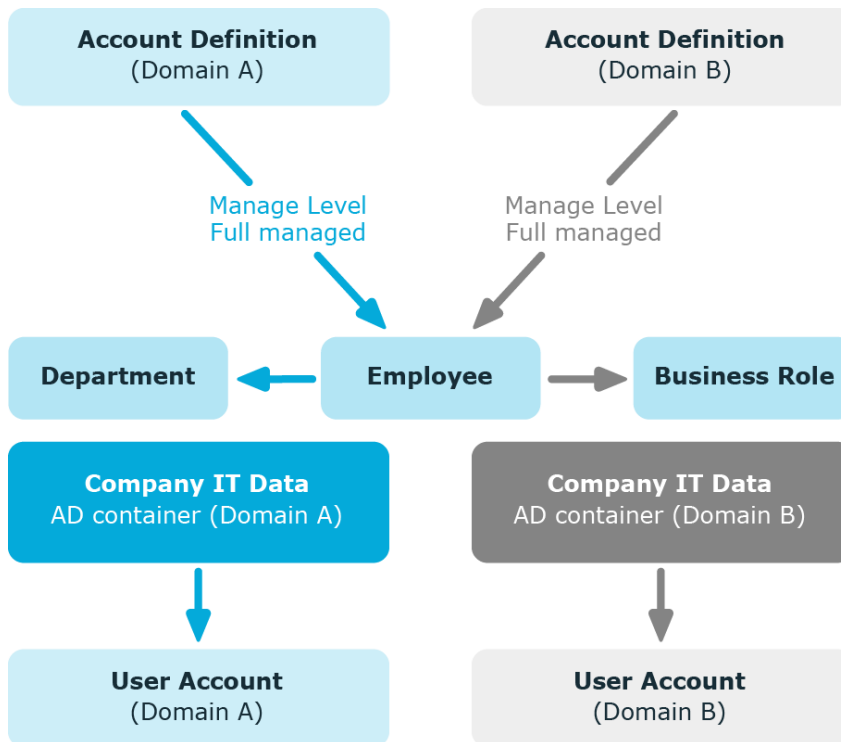 Account Definition
(Domain A)
Account Definition
(Domain B)
Manage Level
Full managed
Manage Level
Full managed
Department
Employee
Business Role
Company IT Data
AD container (Domain A)
Company IT Data
AD container (Domain B)
User Account
(Domain A)
User Account
(Domain B)